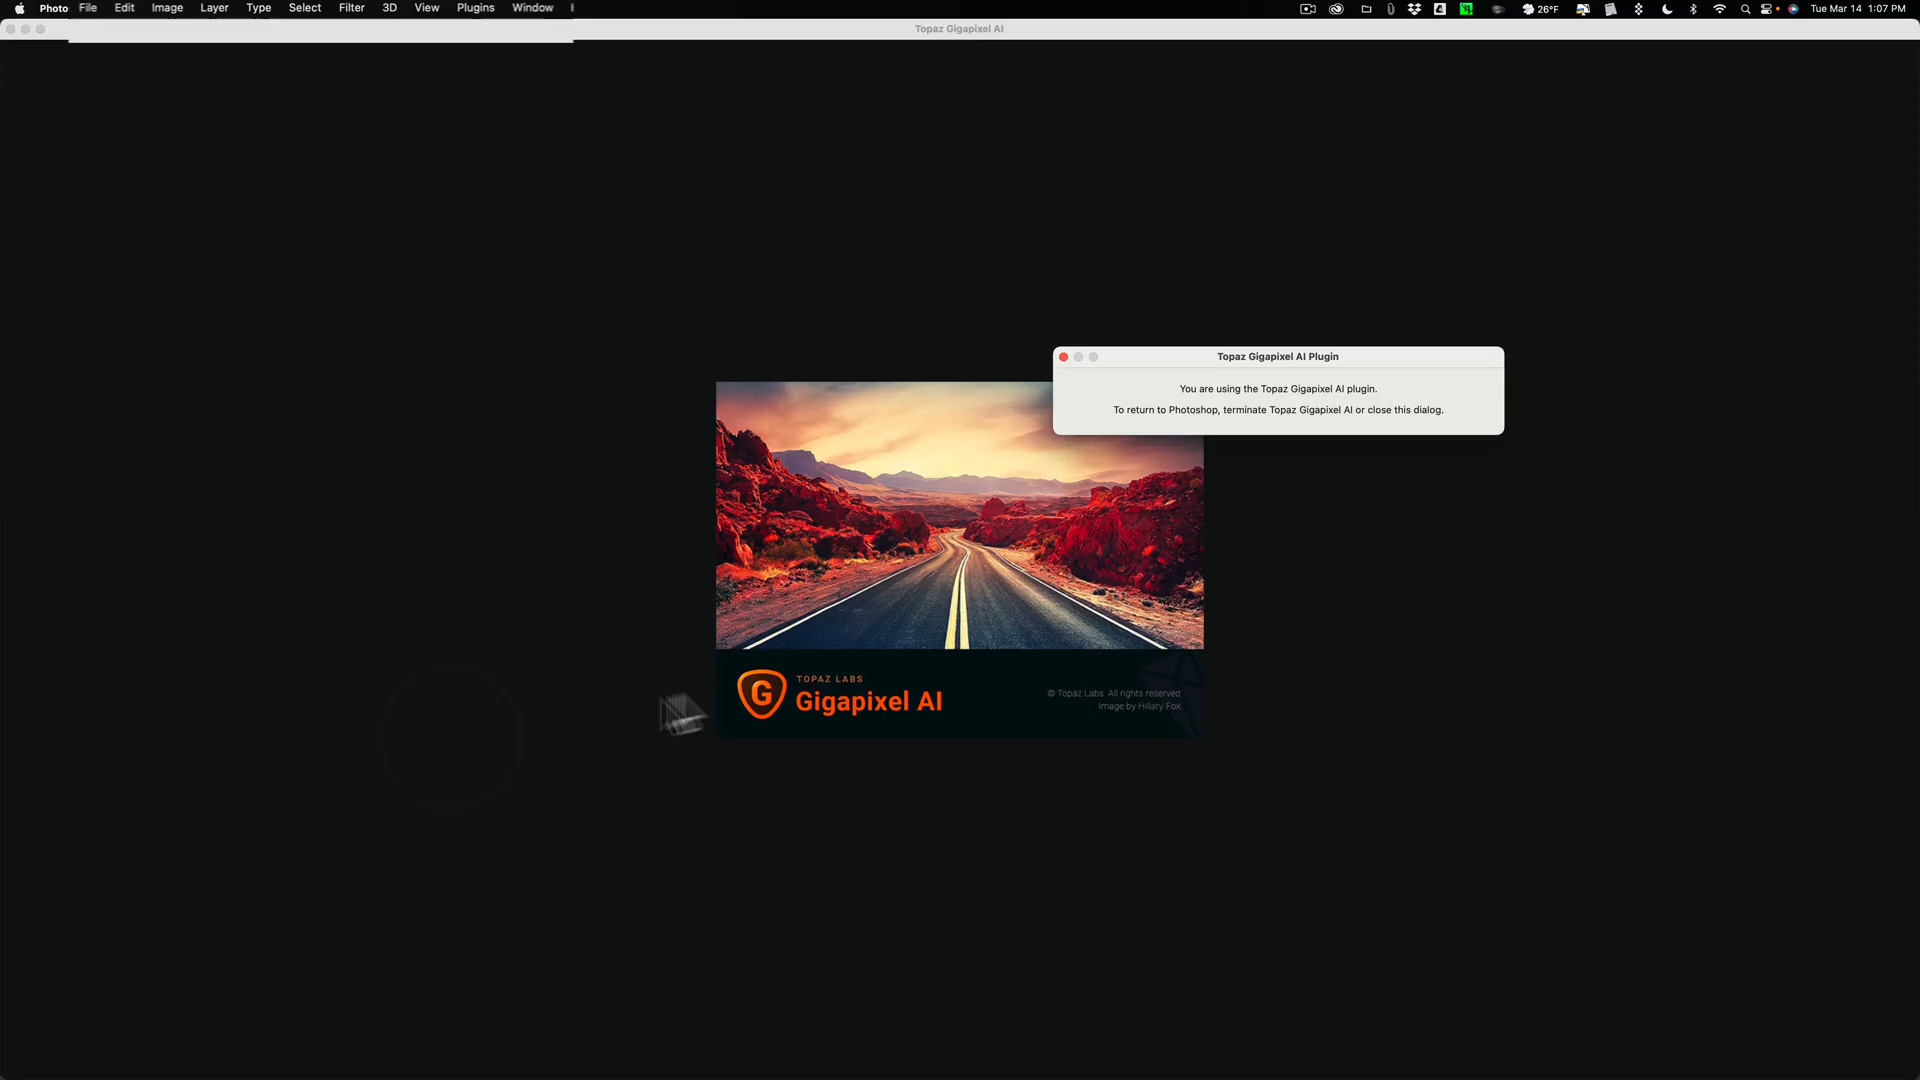 Photo File Edit Image Layer Type Select Filter 3D View Plugins Window
26°F Tue Mar 14 1:07 PM
Topaz Gigapixel AI
Topaz Gigapixel AI Plugin
You are using the Topaz Gigapixel AI plugin.
To return to Photoshop, terminate Topaz Gigapixel AI or close this dialog.
G
TOPAZ LABS
Gigapixel AI
© Topaz Labs. All rights reserved
Image by Hillary Fox